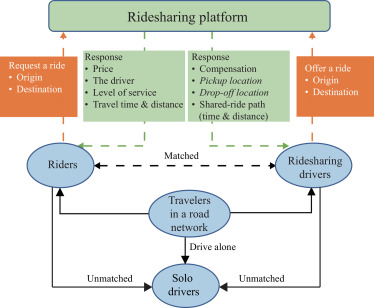 Ridesharing platform
Request a ride
• Origin
• Destination
Response
• Price
• The driver
• Level of service
• Travel time & distance
Response
• Compensation
• Pickup location
• Drop-off location
• Shared-ride path
(time & distance)
Offer a ride
• Origin
• Destination
Matched
Riders
Ridesharing
drivers
Travelers
in a road
network
Drive alone
Unmatched
Unmatched
Solo
drivers